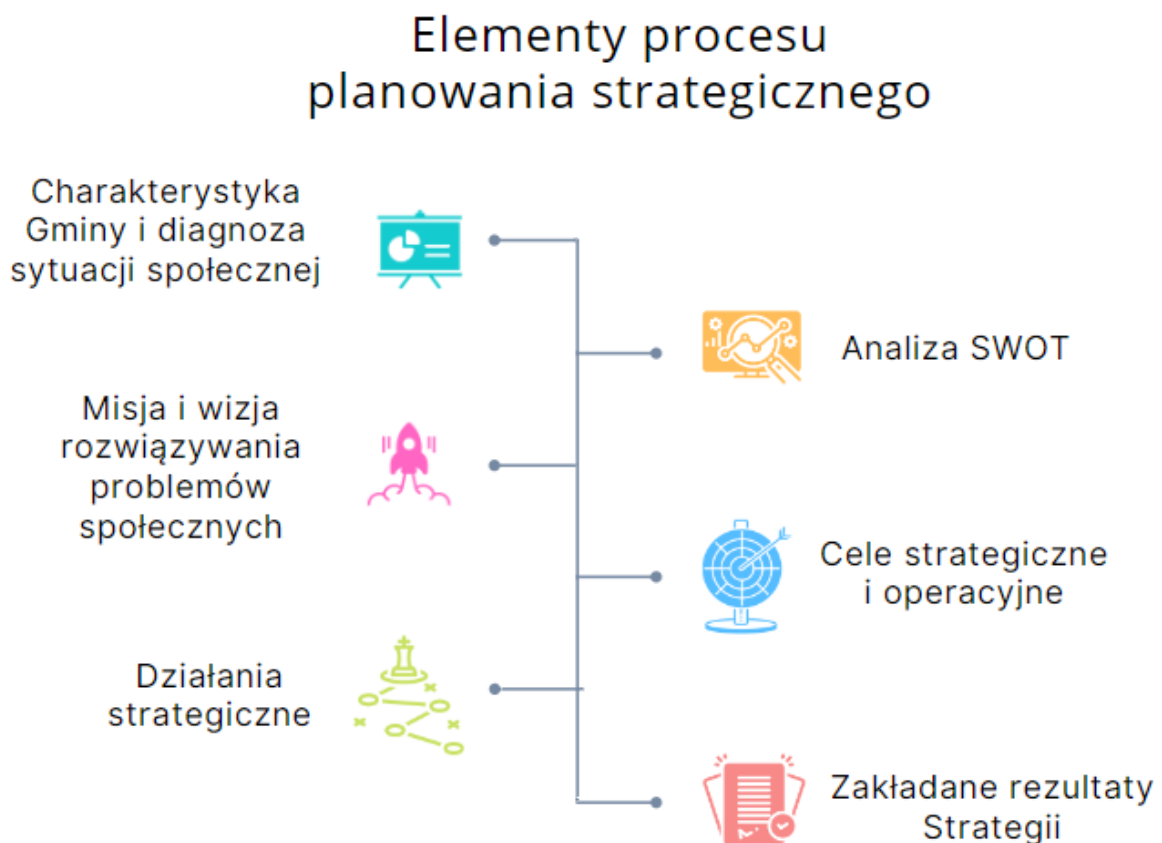 Elementy procesu
planowania strategicznego
Charakterystyka
Gminy i diagnoza
sytuacji społecznej
Analiza SWOT
Misja i wizja
rozwiązywania
problemów
społecznych
Cele strategiczne
i operacyjne
Działania
strategiczne
Zakładane rezultaty
Strategii